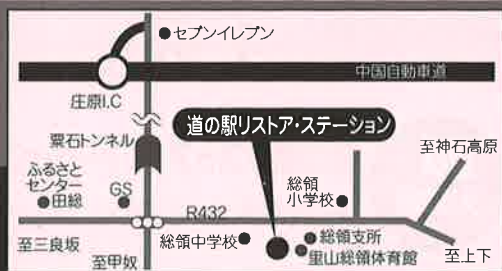 セブンイレブン
中国自動車道
庄原I.C
道の駅リストア・ステーション
粟石トンネル
至神石高原
ふるさと
センター
田総
GS
総領
小学校
R432
至三良坂
総領中学校
総領支所
里山総領体育館
至甲奴
至上下